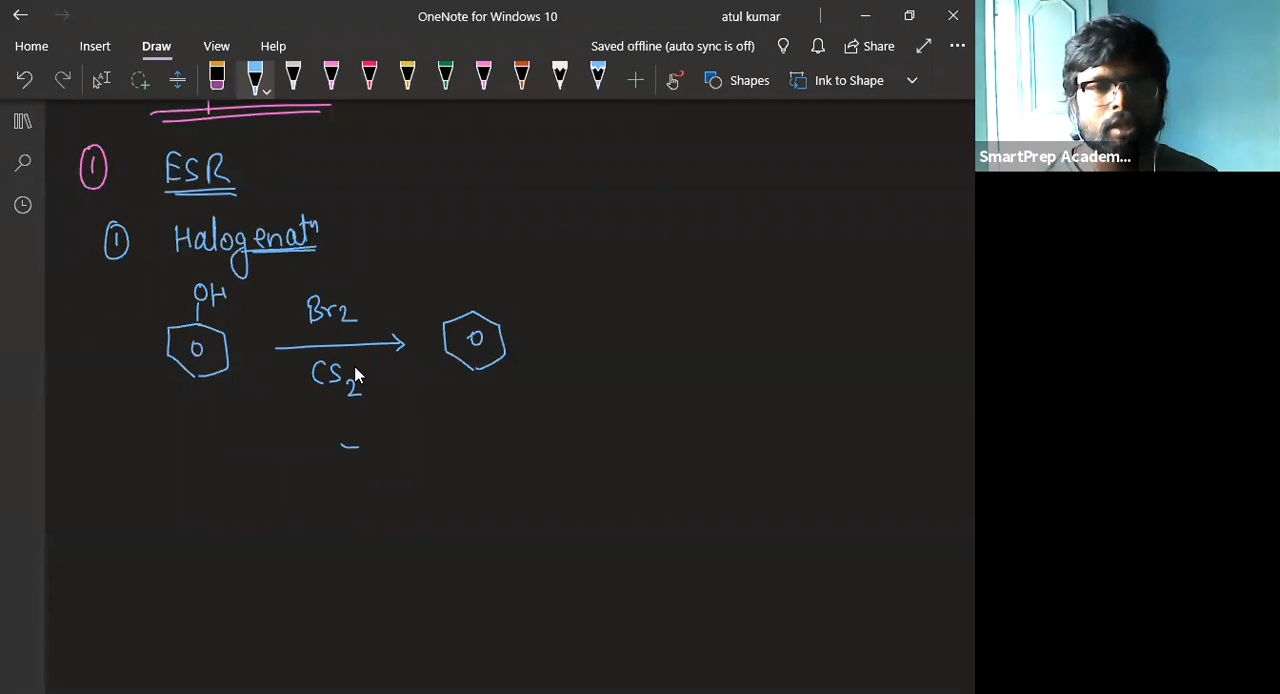 OneNote for Windows 10
atul kumar
Home Insert Draw View Help
Saved offline (auto sync is off)
Share
Shapes
Ink to Shape
SmartPrep Academ...
① ESR
① Halogenatⁿ
OH
Br2
CS2